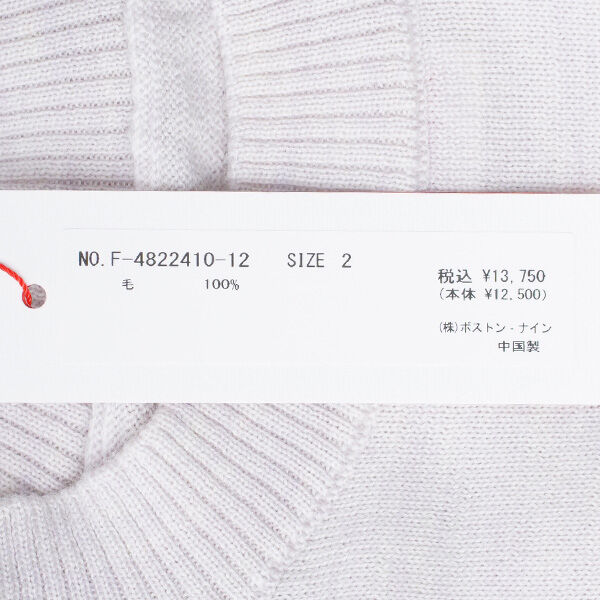 NO.F-4822410-12 SIZE 2
毛 100%
税込 ¥13,750
(本体 ¥12,500)
(株)ボストン・ナイン
中国製